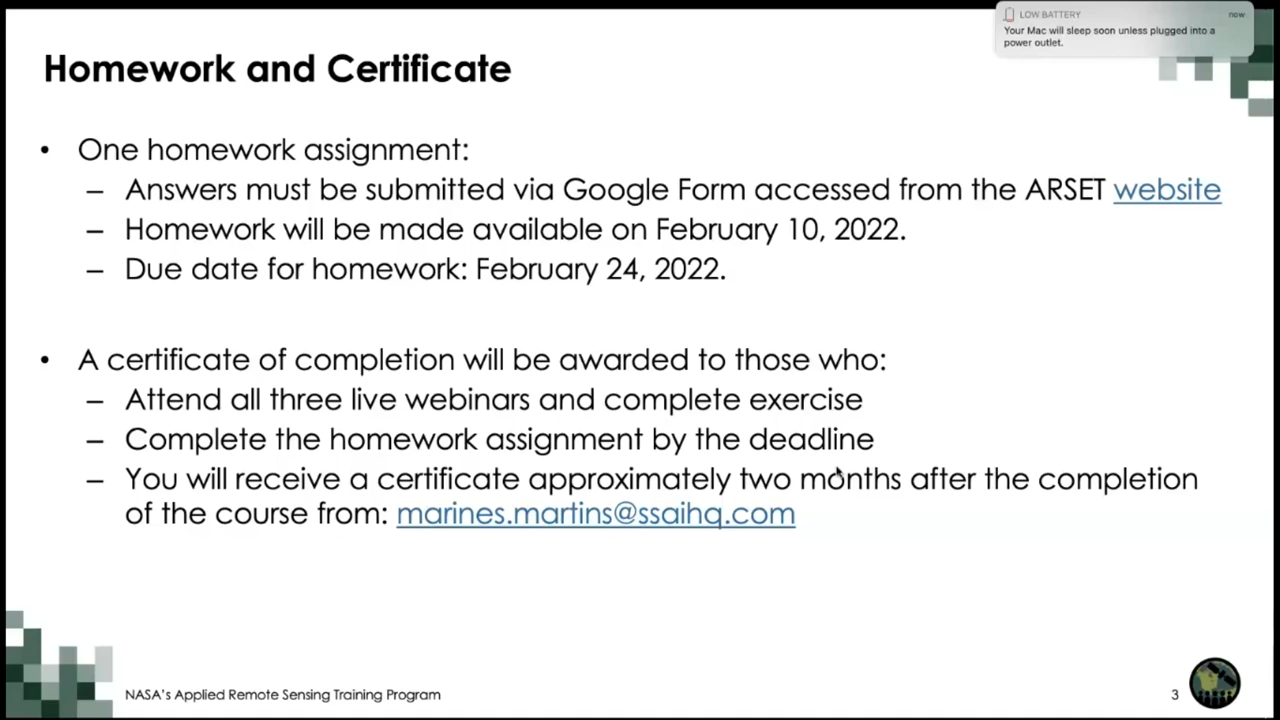 LOW BATTERY now
Your Mac will sleep soon unless plugged into a
power outlet.
Homework and Certificate
• One homework assignment:
– Answers must be submitted via Google Form accessed from the ARSET website
– Homework will be made available on February 10, 2022.
– Due date for homework: February 24, 2022.
• A certificate of completion will be awarded to those who:
– Attend all three live webinars and complete exercise
– Complete the homework assignment by the deadline
– You will receive a certificate approximately two months after the completion
of the course from: marines.martins@ssaihq.com
NASA's Applied Remote Sensing Training Program 3